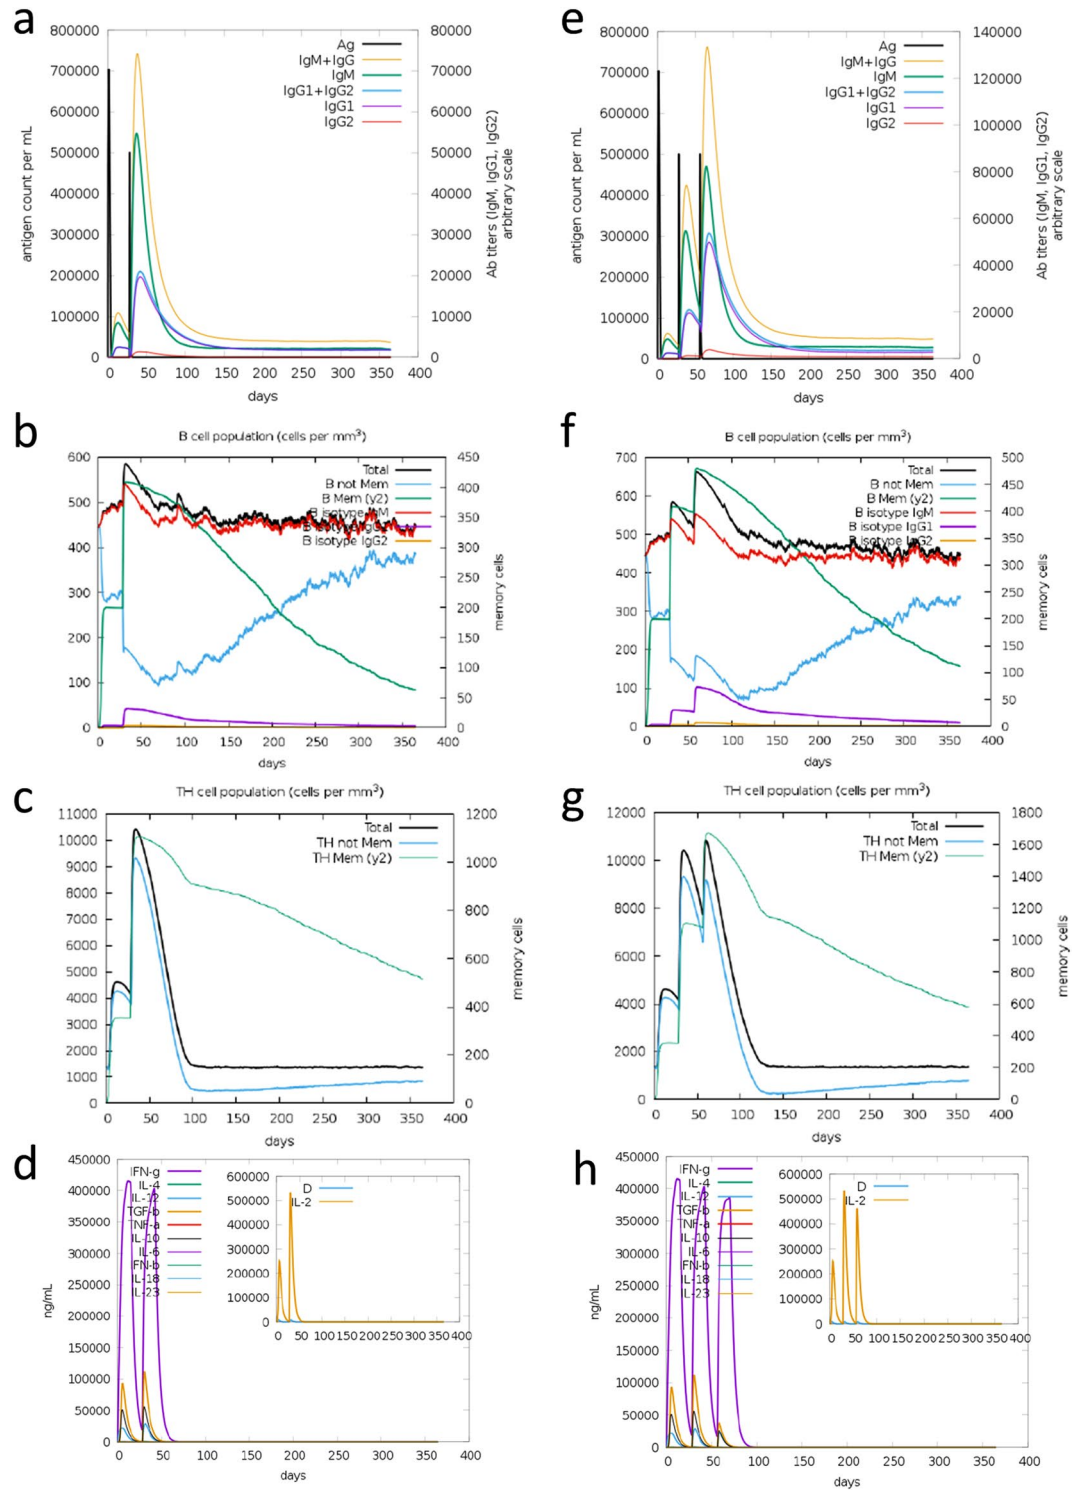 a
800000
700000
600000
500000
400000
300000
200000
100000
0
antigen count per mL
80000
70000
60000
50000
40000
30000
20000
10000
0
Ab titers (IgM, IgG1, IgG2)
arbitrary scale
Ag
IgM+IgG
IgM
IgG1+IgG2
IgG1
IgG2
0 50 100 150 200 250 300 350 400
days
e
800000
700000
600000
500000
400000
300000
200000
100000
0
antigen count per mL
140000
120000
100000
80000
60000
40000
20000
0
Ab titers (IgM, IgG1, IgG2)
arbitrary scale
Ag
IgM+IgG
IgM
IgG1+IgG2
IgG1
IgG2
0 50 100 150 200 250 300 350 400
days
b
B cell population (cells per mm³)
600
500
400
300
200
100
0
450
400
350
300
250
200
150
100
50
0
memory cells
Total
B not Mem
B Mem (y2)
B isotype IgM
B isotype IgG1
B isotype IgG2
0 50 100 150 200 250 300 350 400
days
f
B cell population (cells per mm³)
700
600
500
400
300
200
100
0
500
450
400
350
300
250
200
150
100
50
0
memory cells
Total
B not Mem
B Mem (y2)
B isotype IgM
B isotype IgG1
B isotype IgG2
0 50 100 150 200 250 300 350 400
days
c
TH cell population (cells per mm³)
11000
10000
9000
8000
7000
6000
5000
4000
3000
2000
1000
0
1200
1000
800
600
400
200
0
memory cells
Total
TH not Mem
TH Mem (y2)
0 50 100 150 200 250 300 350 400
days
g
TH cell population (cells per mm³)
12000
10000
8000
6000
4000
2000
0
1800
1600
1400
1200
1000
800
600
400
200
0
memory cells
Total
TH not Mem
TH Mem (y2)
0 50 100 150 200 250 300 350 400
days
d
450000
400000
350000
300000
250000
200000
150000
100000
50000
0
ng/mL
IFN-g
IL-4
IL-12
TGF-b
TNF-a
IL-10
IL-6
IFN-b
IL-18
IL-23
600000
500000
400000
300000
200000
100000
0
D
IL-2
0 50 100 150 200 250 300 350 400
0 50 100 150 200 250 300 350 400
days
h
450000
400000
350000
300000
250000
200000
150000
100000
50000
0
ng/mL
IFN-g
IL-4
IL-12
TGF-b
TNF-a
IL-10
IL-6
IFN-b
IL-18
IL-23
600000
500000
400000
300000
200000
100000
0
D
IL-2
0 50 100 150 200 250 300 350 400
0 50 100 150 200 250 300 350 400
days